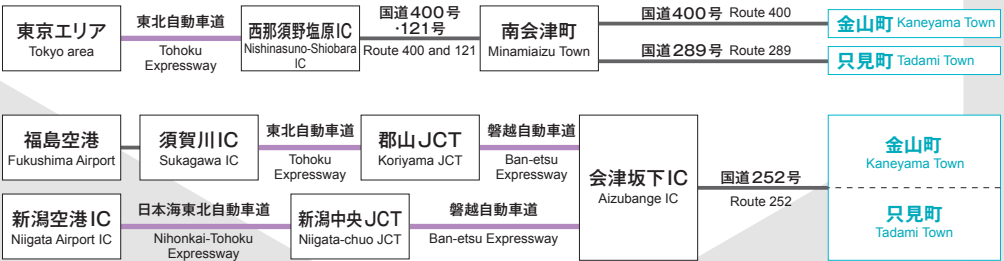 東京エリア
Tokyo area
東北自動車道
Tohoku
Expressway
西那須野塩原IC
Nishinasuno-Shiobara
IC
国道400号
・121号
Route 400 and 121
南会津町
Minamiaizu Town
国道400号 Route 400
金山町 Kaneyama Town
国道289号 Route 289
只見町 Tadami Town
福島空港
Fukushima Airport
須賀川IC
Sukagawa IC
東北自動車道
Tohoku
Expressway
郡山JCT
Koriyama JCT
磐越自動車道
Ban-etsu
Expressway
会津坂下IC
Aizubange IC
国道252号
Route 252
金山町
Kaneyama Town
只見町
Tadami Town
新潟空港IC
Niigata Airport IC
日本海東北自動車道
Nihonkai-Tohoku
Expressway
新潟中央JCT
Niigata-chuo JCT
磐越自動車道
Ban-etsu Expressway